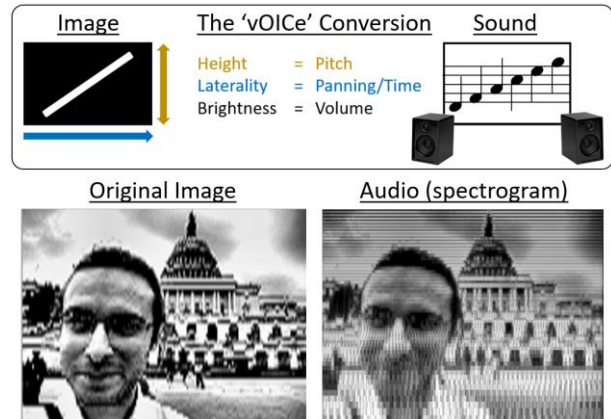 Image
The ‘vOICe’ Conversion
Sound
Height = Pitch
Laterality = Panning/Time
Brightness = Volume
Original Image
Audio (spectrogram)